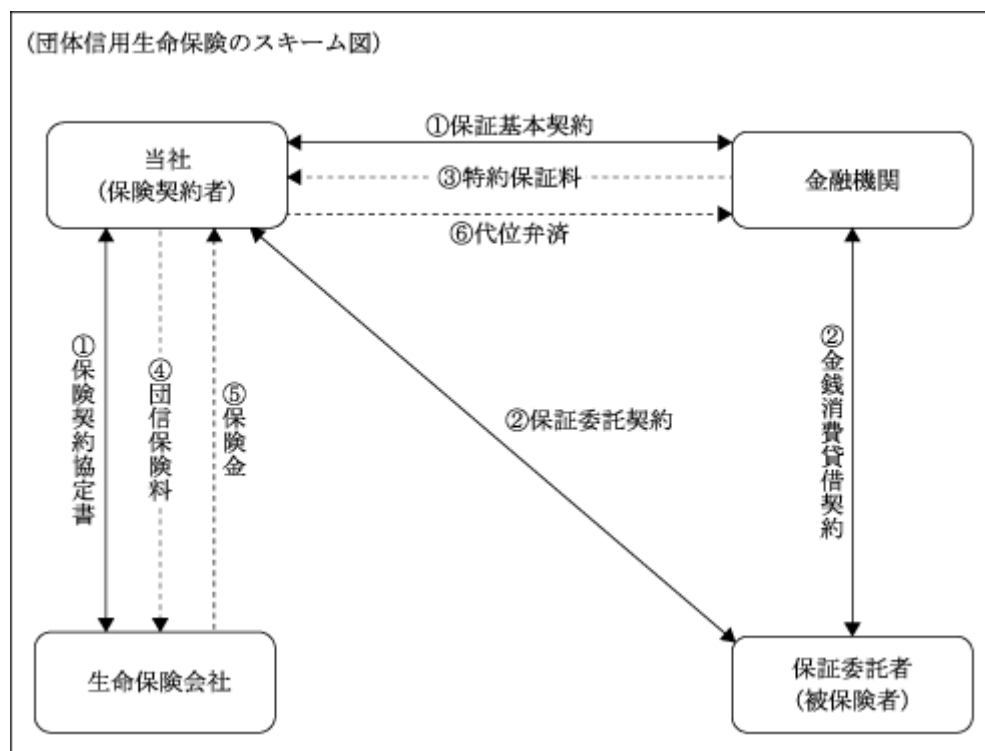 (団体信用生命保険のスキーム図)
①保証基本契約
当社
(保険契約者)
③特約保証料
金融機関
⑥代位弁済
①保険契約協定書
④団信保険料
⑤保険金
②保証委託契約
②金銭消費貸借契約
生命保険会社
保証委託者
(被保険者)